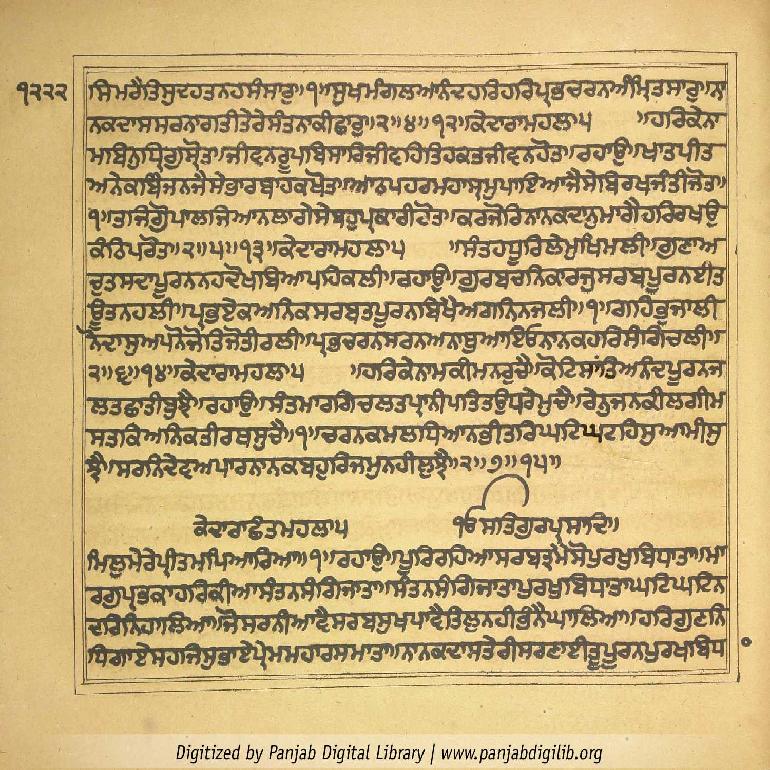 ੧੨੨੨
ਸਿਮਰੈਤਿਸੁਦਹਤਨਹਸੰਸਾਰੁ॥੧॥ਸੁਖਮੰਗਲਆਨੰਦਹਰਿਹਰਿਪ੍ਰਭਚਰਨਅੰਮ੍ਰਿਤਸਾਰੁ॥ਨਾ
ਨਕਦਾਸਸਰਨਾਗਤੀਤੇਰੇਸੰਤਨਾਕੀਛਾਰੁ॥੨॥੪॥੧੨॥ਕੇਦਾਰਾਮਹਲਾ੫ ॥ਹਰਿਕੇਨਾ
ਮਬਿਨੁਧ੍ਰਿਗੁਸ੍ਰੋਤ॥ਜੀਵਨਰੂਪਬਿਸਾਰਿਜੀਵਹਿਤਿਹਕਤਜੀਵਨਹੋਤ॥ਰਹਾਉ॥ਖਾਤਪੀਤ
ਅਨੇਕਬਿੰਜਨਜੈਸੇਭਾਰਬਾਹਕਖੋਤ॥ਆਠਪਹਰਮਹਾਸ੍ਰਮੁਪਾਇਆਜੈਸੇਬਿਰਖਜੰਤੀਜੋਤ॥
੧॥ਤਜਿਗੋੁਪਾਲਜਿਆਨਲਾਗੇਸੇਬਹੁਪ੍ਰਕਾਰੀਰੋਤ॥ਕਰਜੋਰਿਨਾਨਕਦਾਨੁਮਾਗੈਹਰਿਰਖਉ
ਕੰਠਿਪਰੋਤ॥੨॥੫॥੧੩॥ਕੇਦਾਰਾਮਹਲਾ੫ ॥ਸੰਤਹਧੂਰਿਲੇਮੁਖਿਮਲੀ॥ਗੁਣਾਅ
ਚੁਤਸਦਾਪੂਰਨਨਹਦੋਖਬਿਆਪਹਿਕਲੀ॥ਰਹਾਉ॥ਗੁਰਬਚਨਿਕਾਰਜੁਸਰਬਪੂਰਨਈਤ
ਊਤਨਹਲੀ॥ਪ੍ਰਭਏਕਅਨਿਕਸਰਬਤਪੂਰਨਬਿਖੈਅਗਨਿਨਜਲੀ॥੧॥ਗਹਿਭੁਜਾਲੀ
ਨੋਦਾਸੁਅਪਨੋਜੋਤਿਜੋਤੀਰਲੀ॥ਪ੍ਰਭਚਰਨਸਰਨਅਨਾਥੁਆਇਓਨਾਨਕਹਰਿਸੰਗਿਚਲੀ॥
੨॥੬॥੧੪॥ਕੇਦਾਰਾਮਹਲਾ੫ ॥ਹਰਿਕੇਨਾਮਕੀਮਨਰੁਚੈ॥ਕੋਟਿਸਾਂਤਿਅਨੰਦਪੂਰਨਜ
ਲਤਛਾਤੀਬੁਝੈ॥ਰਹਾਉ॥ਸੰਤਮਾਰਗਿਚਲਤਪ੍ਰਾਨੀਪਤਿਤਉਧਰੇਮੁਚੈ॥ਰੇਨੁਜਨਕੀਲਗੀਮ
ਸਤਕਿਅਨਿਕਤੀਰਥਸੁਚੈ॥੧॥ਚਰਨਕਮਲਧਿਆਨਭੀਤਰਿਘਟਿਘਟਹਿਸੁਆਮੀਸੁ
ਝੈ॥ਸਰਨਿਦੇਵਅਪਾਰਨਾਨਕਬਹੁਰਿਜਮੁਨਹੀਲੁਝੈ॥੨॥੭॥੧੫॥
ਕੇਦਾਰਾਛੰਤਮਹਲਾ੫ ੴਸਤਿਗੁਰਪ੍ਰਸਾਦਿ॥
ਮਿਲੁਮੇਰੇਪ੍ਰੀਤਮਪਿਆਰਿਆ॥੧॥ਰਹਾਉ॥ਪੂਰਿਰਹਿਆਸਰਬਤ੍ਰਮੈਸੋਪੁਰਖੁਬਿਧਾਤਾ॥ਮਾ
ਰਗੁਪ੍ਰਭਕਾਹਰਿਕੀਆਸੰਤਨਸੰਗਿਜਾਤਾ॥ਸੰਤਨਸੰਗਿਜਾਤਾਪੁਰਖੁਬਿਧਾਤਾਘਟਿਘਟਿਨ
ਦਰਿਨਿਹਾਲਿਆ॥ਜੋਸਰਨੀਆਵੈਸਰਬਸੁਖਪਾਵੈਤਿਲੁਨਹੀਭੰਨੈਘਾਲਿਆ॥ਹਰਿਗੁਣਨਿ
ਧਿਗਾਏਸਹਜਿਸੁਭਾਏਪ੍ਰੇਮਮਹਾਰਸਮਾਤਾ॥ਨਾਨਕਦਾਸਤੇਰੀਸਰਣਾਈਤੂਪੂਰਨਪੁਰਖਬਿਧ
Digitized by Panjab Digital Library | www.panjabdigilib.org